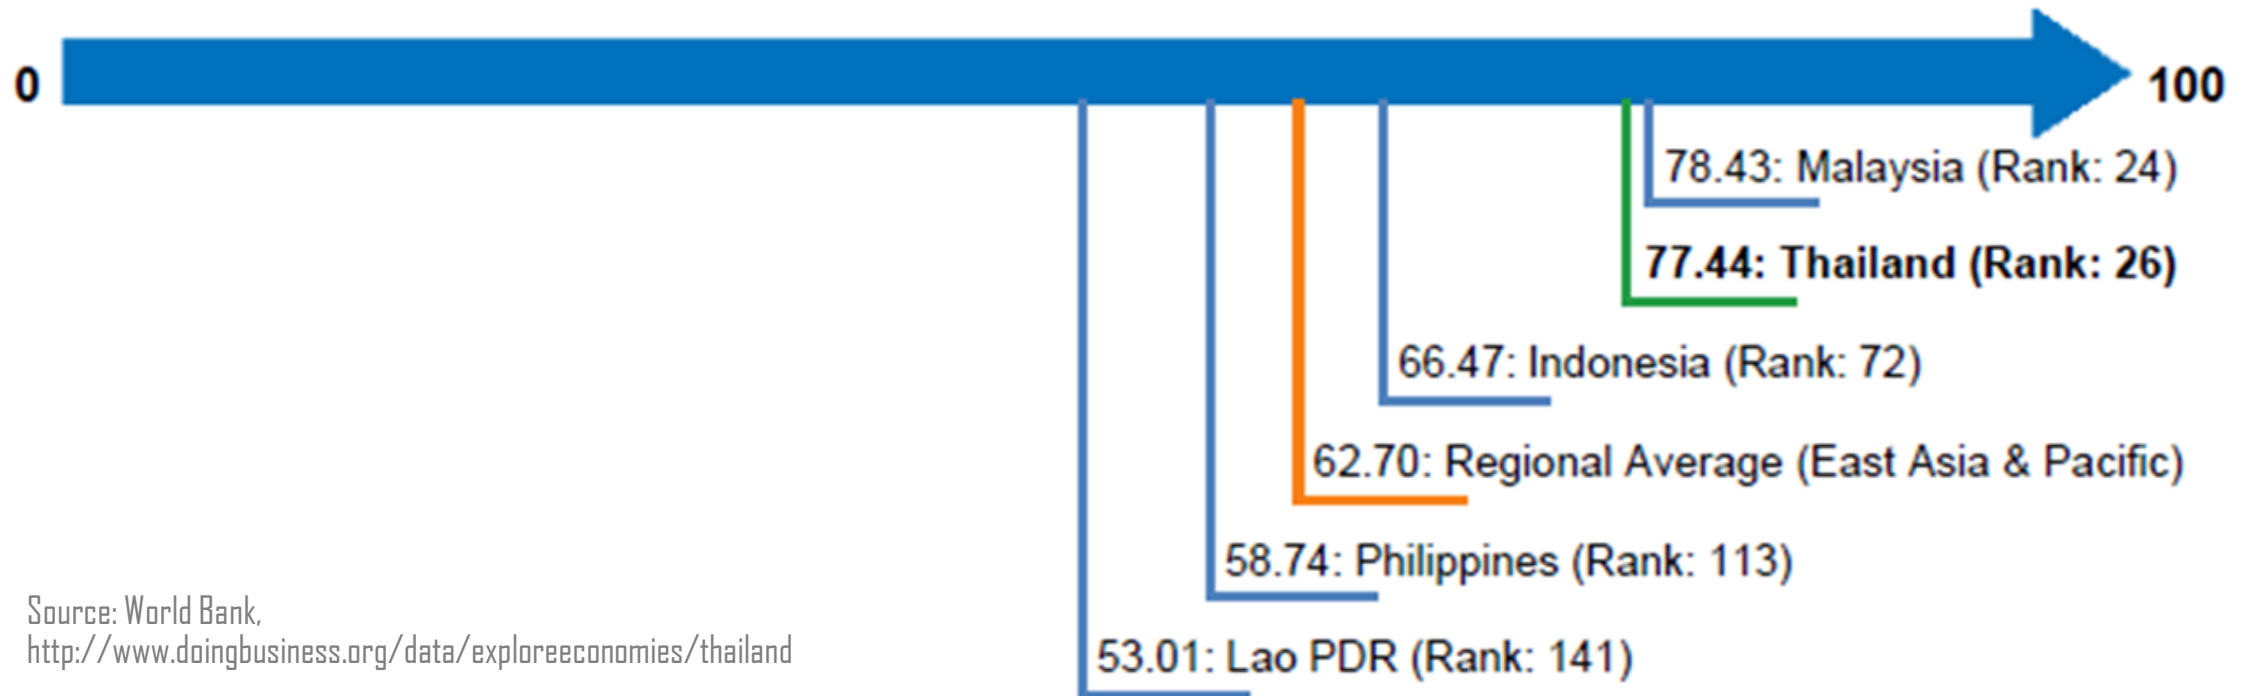 0
100
78.43: Malaysia (Rank: 24)
77.44: Thailand (Rank: 26)
66.47: Indonesia (Rank: 72)
62.70: Regional Average (East Asia & Pacific)
58.74: Philippines (Rank: 113)
53.01: Lao PDR (Rank: 141)
Source: World Bank,
http://www.doingbusiness.org/data/exploreeconomies/thailand